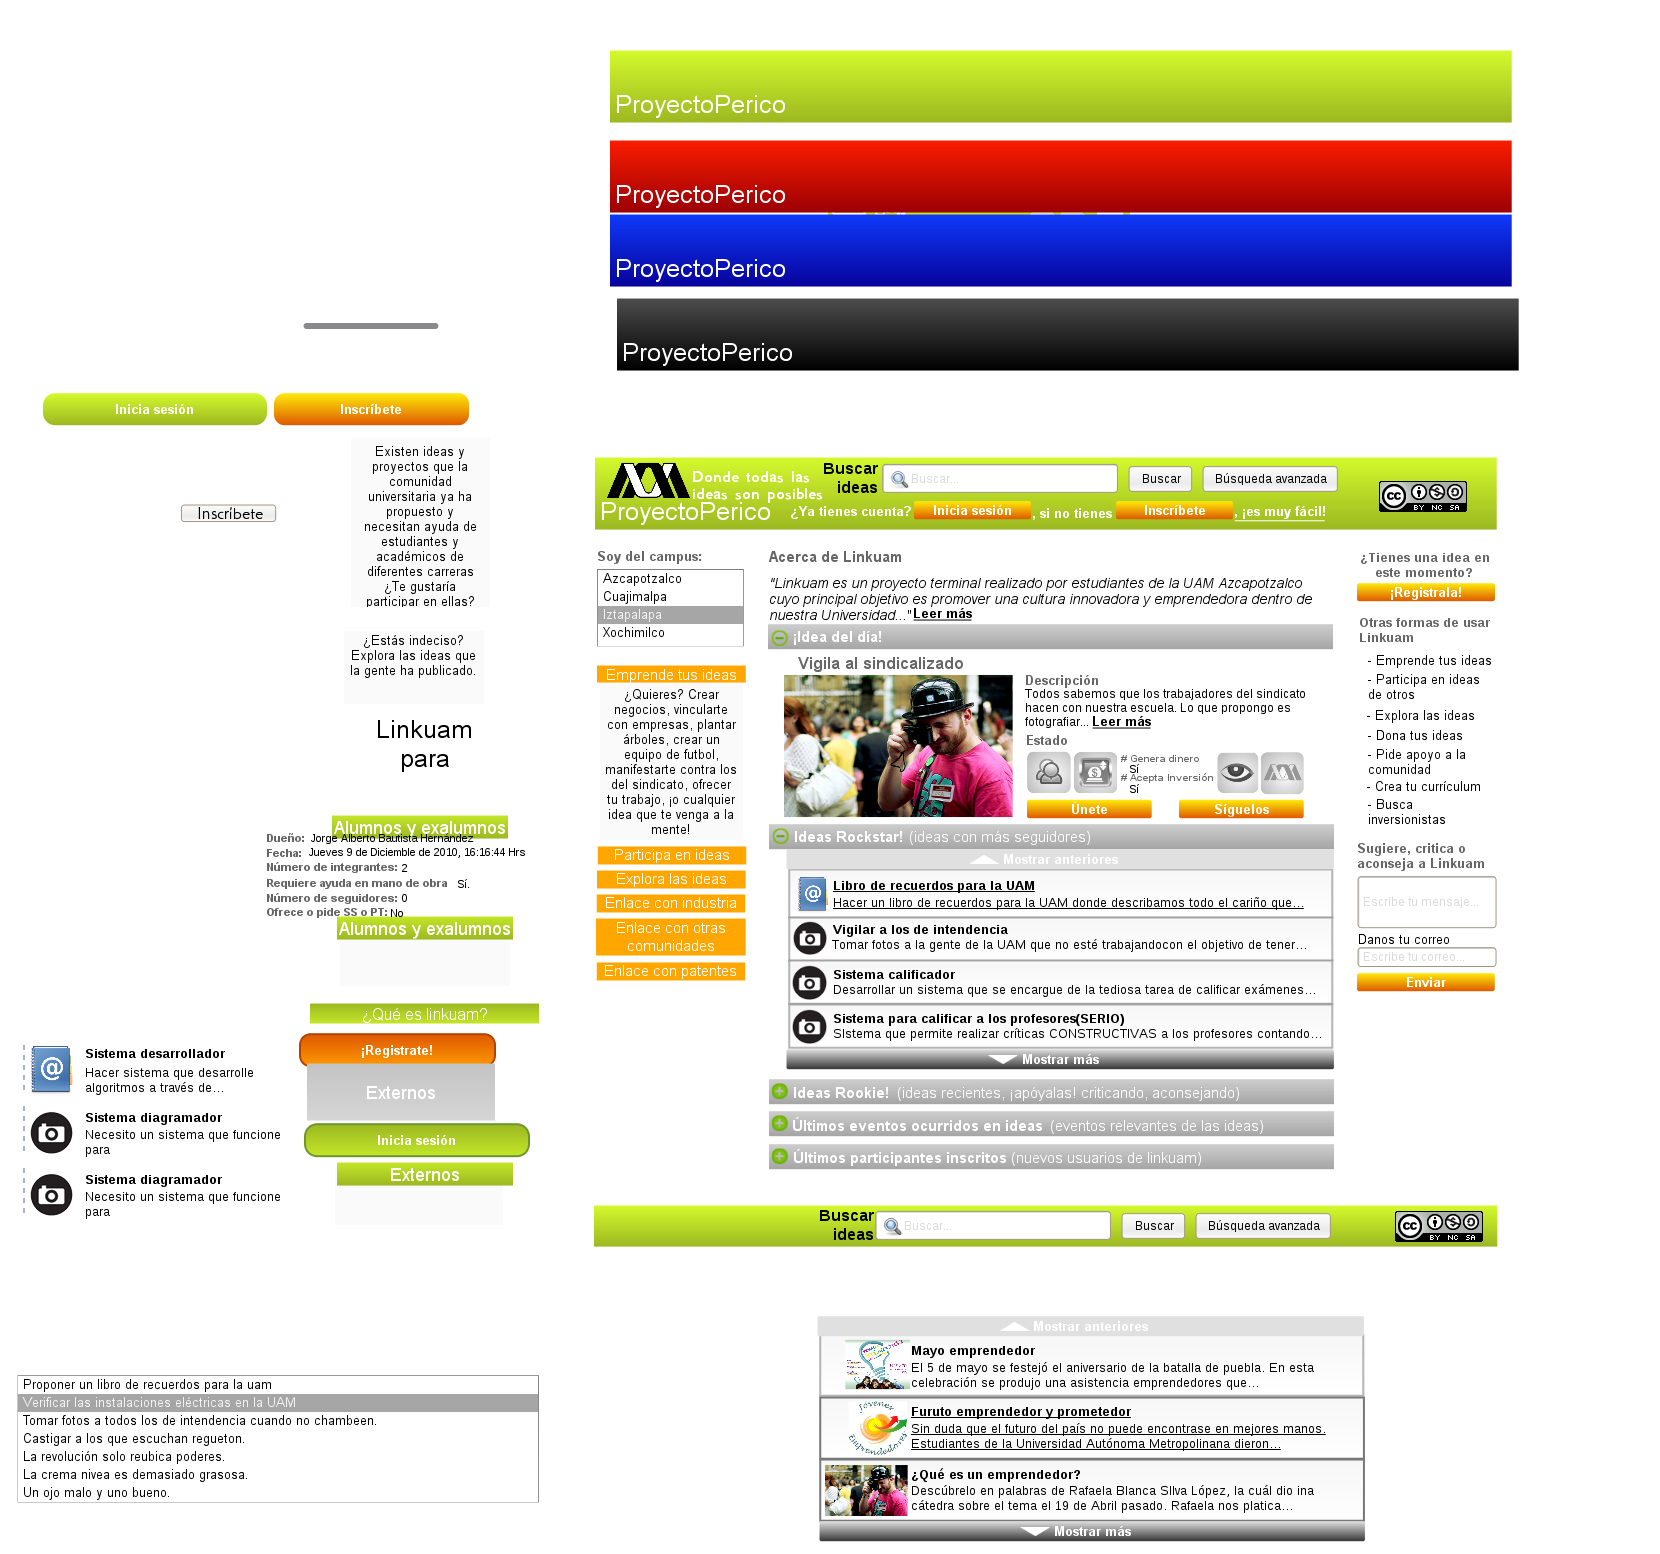 ProyectoPerico
ProyectoPerico
ProyectoPerico
ProyectoPerico
Inicia sesión
Inscríbete
Existen ideas y
proyectos que la
comunidad
universitaria ya ha
propuesto y
necesitan ayuda de
estudiantes y
académicos de
diferentes carreras
¿Te gustaría
participar en ellas?
Inscríbete
¿Estás indeciso?
Explora las ideas que
la gente ha publicado.
Linkuam
para
Alumnos y exalumnos
Dueño: Jorge Alberto Bautista Hernández
Fecha: Jueves 9 de Diciembre de 2010, 16:16:44 Hrs
Número de integrantes: 2
Requiere ayuda en mano de obra Sí.
Número de seguidores: 0
Ofrece o pide SS o PT: No
Alumnos y exalumnos
¿Qué es linkuam?
¡Registrate!
Externos
Inicia sesión
Externos
Sistema desarrollador
Hacer sistema que desarrolle
algoritmos a través de...
Sistema diagramador
Necesito un sistema que funcione
para
Sistema diagramador
Necesito un sistema que funcione
para
Proponer un libro de recuerdos para la uam
Verificar las instalaciones eléctricas en la UAM
Tomar fotos a todos los de intendencia cuando no chambeen.
Castigar a los que escuchan regueton.
La revolución solo reubica poderes.
La crema nivea es demasiado grasosa.
Un ojo malo y uno bueno.
Donde todas las
ideas son posibles
ProyectoPerico
Buscar
ideas
Buscar...
Buscar
Búsqueda avanzada
¿Ya tienes cuenta? Inicia sesión , si no tienes Inscríbete , ¡es muy fácil!
cc
BY NC SA
Soy del campus:
Azcapotzalco
Cuajimalpa
Iztapalapa
Xochimilco
Emprende tus ideas
¿Quieres? Crear
negocios, vincularte
con empresas, plantar
árboles, crear un
equipo de futbol,
manifestarte contra los
del sindicato, ofrecer
tu trabajo, ¡o cualquier
idea que te venga a la
mente!
Participa en ideas
Explora las ideas
Enlace con industria
Enlace con otras
comunidades
Enlace con patentes
Acerca de Linkuam
"Linkuam es un proyecto terminal realizado por estudiantes de la UAM Azcapotzalco
cuyo principal objetivo es promover una cultura innovadora y emprendedora dentro de
nuestra Universidad..." Leer más
¡Idea del día!
Vigila al sindicalizado
Descripción
Todos sabemos que los trabajadores del sindicato
hacen con nuestra escuela. Lo que propongo es
fotografiar... Leer más
Estado
# Genera dinero
Sí
# Acepta Inversión
Sí
Únete
Síguelos
Ideas Rockstar! (ideas con màs seguidores)
Mostrar anteriores
Libro de recuerdos para la UAM
Hacer un libro de recuerdos para la UAM donde describamos todo el cariño que...
Vigilar a los de intendencia
Tomar fotos a la gente de la UAM que no esté trabajandocon el objetivo de tener...
Sistema calificador
Desarrollar un sistema que se encargue de la tediosa tarea de calificar exámenes...
Sistema para calificar a los profesores(SERIO)
SIstema que permite realizar críticas CONSTRUCTIVAS a los profesores contando...
Mostrar más
Ideas Rookie! (ideas recientes, ¡apóyalas! criticando, aconsejando)
Últimos eventos ocurridos en ideas (eventos relevantes de las ideas)
Últimos participantes inscritos (nuevos usuarios de linkuam)
¿Tienes una idea en
este momento?
¡Registrala!
Otras formas de usar
Linkuam
- Emprende tus ideas
- Participa en ideas
de otros
- Explora las ideas
- Dona tus ideas
- Pide apoyo a la
comunidad
- Crea tu currículum
- Busca
inversionistas
Sugiere, critica o
aconseja a Linkuam
Escribe tu mensaje...
Danos tu correo
Escribe tu correo...
Enviar
Buscar
ideas
Buscar...
Buscar
Búsqueda avanzada
cc
BY NC SA
Mostrar anteriores
Mayo emprendedor
El 5 de mayo se festejó el aniversario de la batalla de puebla. En esta
celebración se produjo una asistencia emprendedores que...
Jóvenes
Emprendedores
Furuto emprendedor y prometedor
Sin duda que el futuro del país no puede encontrase en mejores manos.
Estudiantes de la Universidad Autónoma Metropolinana dieron...
¿Qué es un emprendedor?
Descúbrelo en palabras de Rafaela Blanca SIlva López, la cuál dio ina
cátedra sobre el tema el 19 de Abril pasado. Rafaela nos platica...
Mostrar más